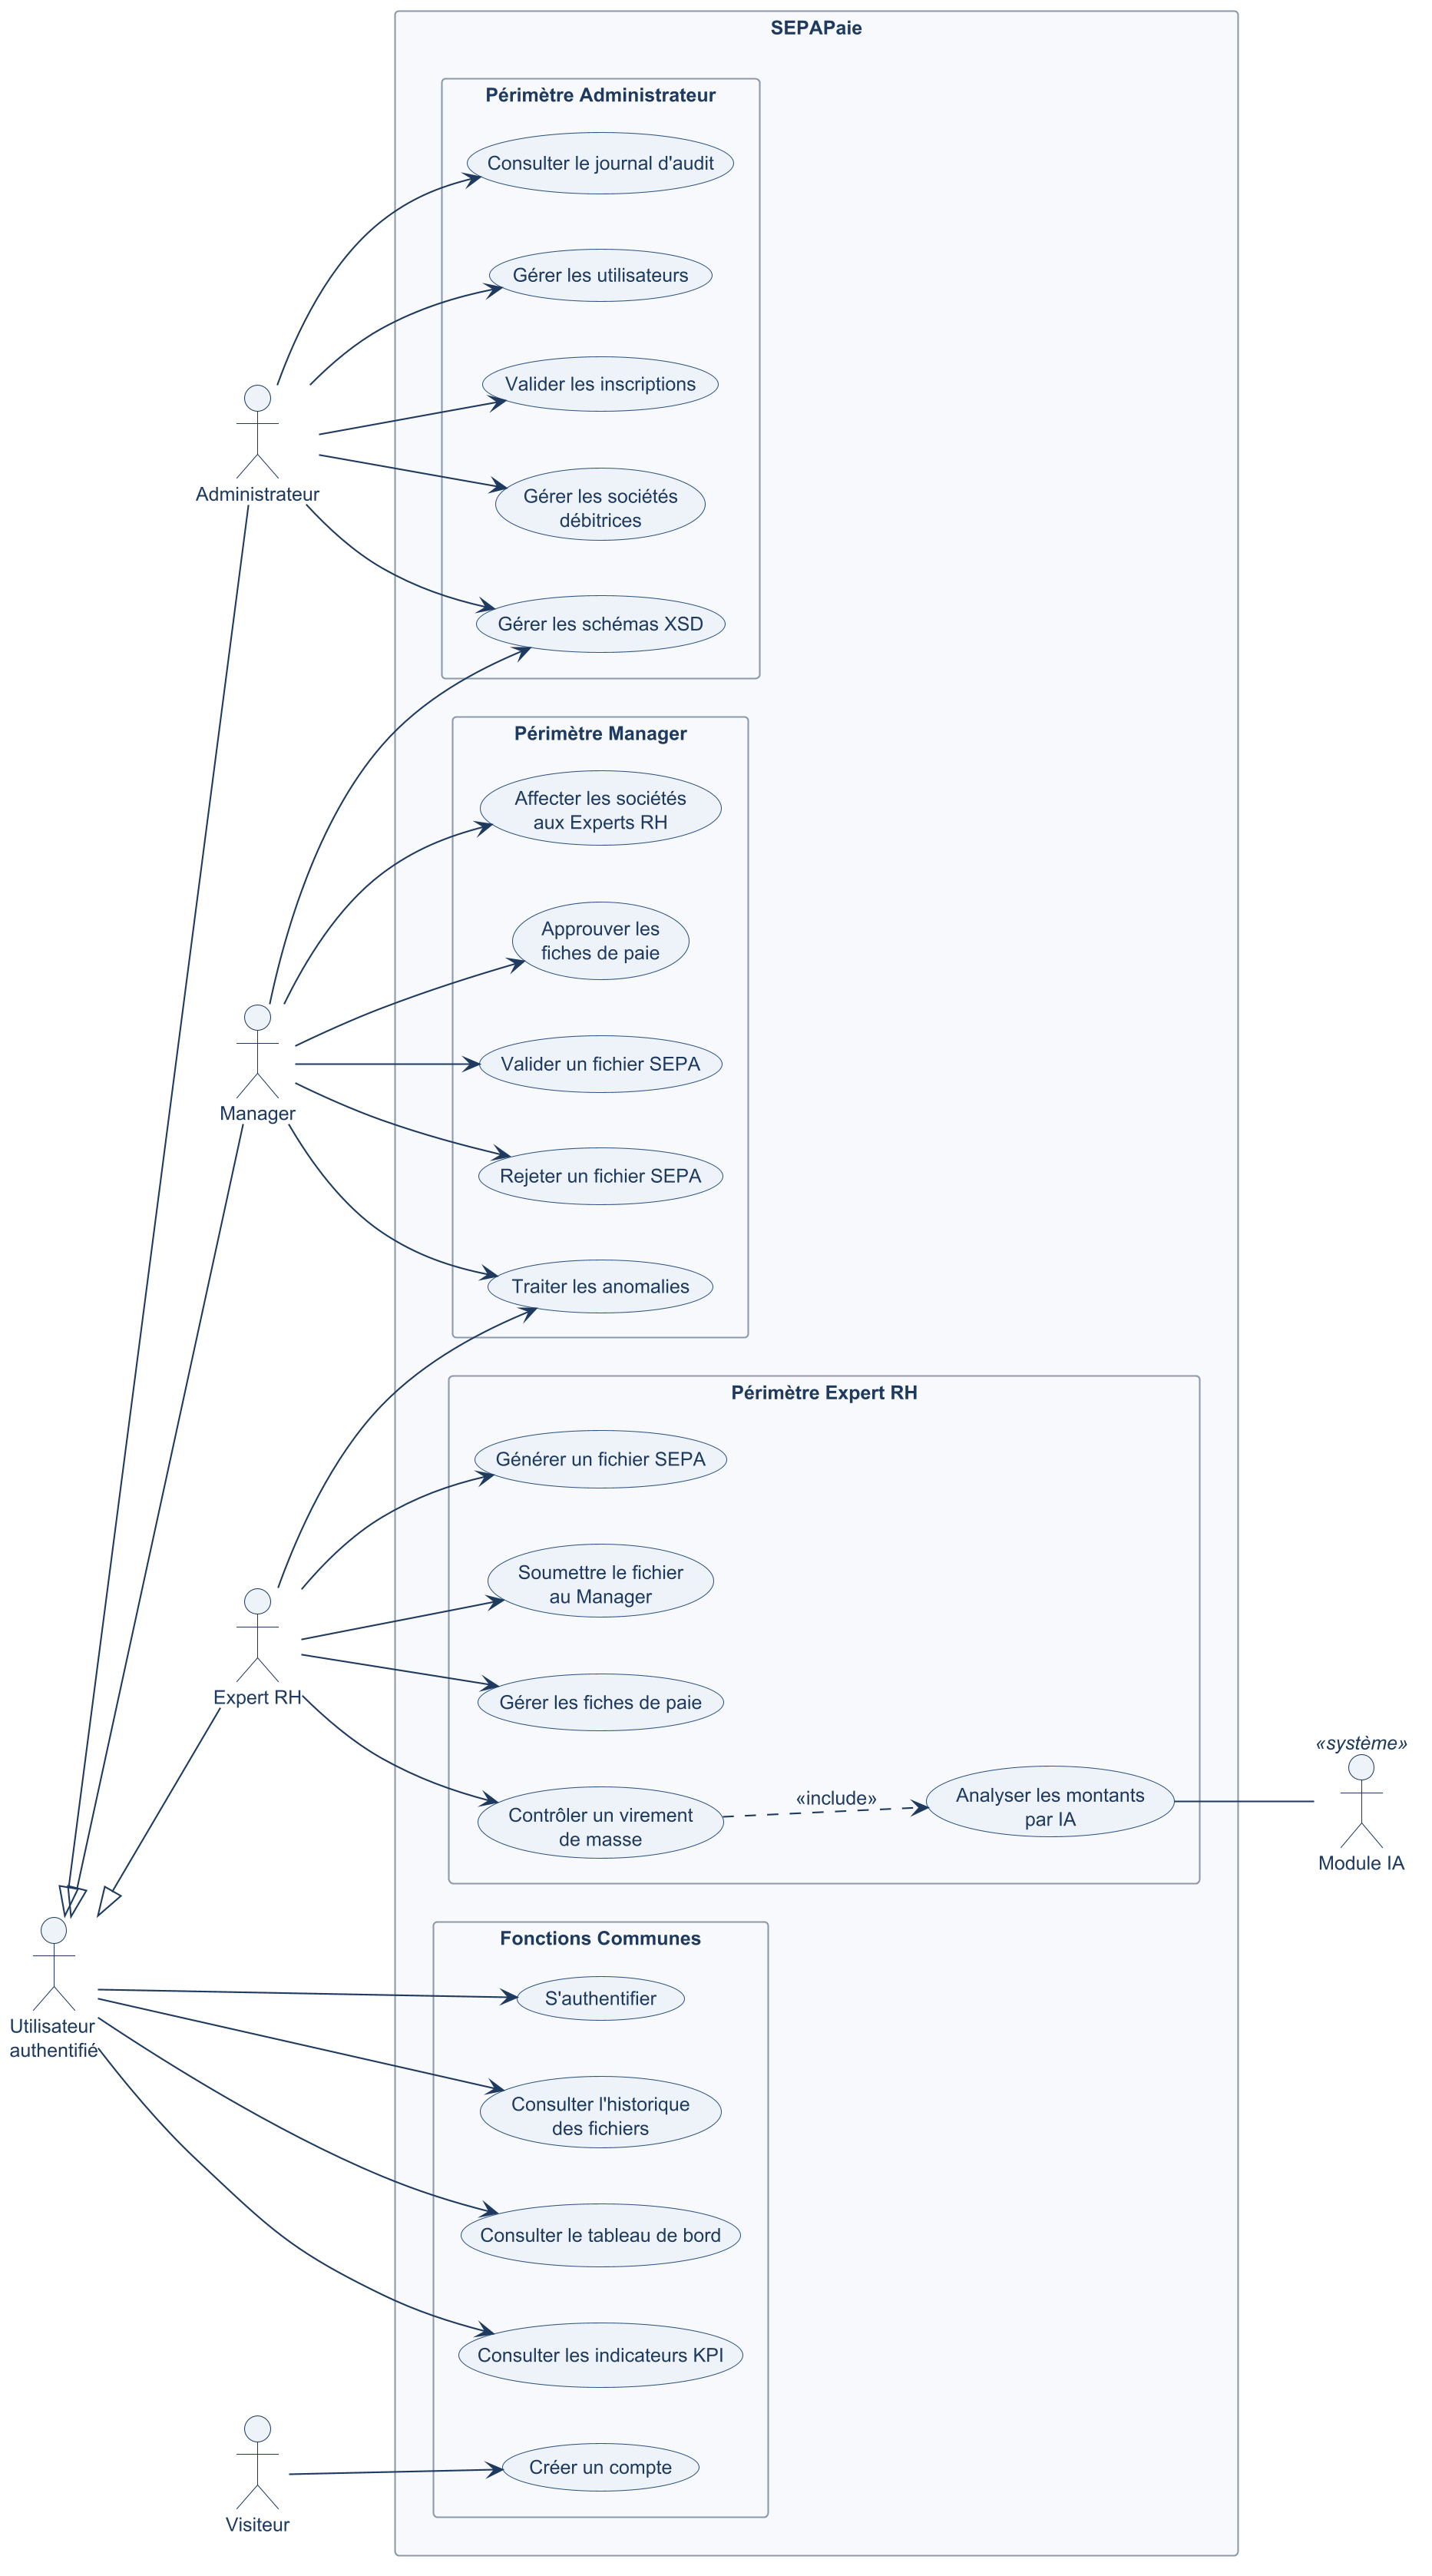 SEPAPaie
Périmètre Administrateur
Consulter le journal d'audit
Gérer les utilisateurs
Valider les inscriptions
Administrateur
Gérer les sociétés
débitrices
Gérer les schémas XSD
Périmètre Manager
Affecter les sociétés
aux Experts RH
Approuver les
fiches de paie
Valider un fichier SEPA
Manager
Rejeter un fichier SEPA
Traiter les anomalies
Périmètre Expert RH
Générer un fichier SEPA
Soumettre le fichier
au Manager
Expert RH
Gérer les fiches de paie
«système»
Contrôler un virement
de masse
«include»
Analyser les montants
par IA
Module IA
Fonctions Communes
S'authentifier
Utilisateur
authentifié
Consulter l'historique
des fichiers
Consulter le tableau de bord
Consulter les indicateurs KPI
Créer un compte
Visiteur